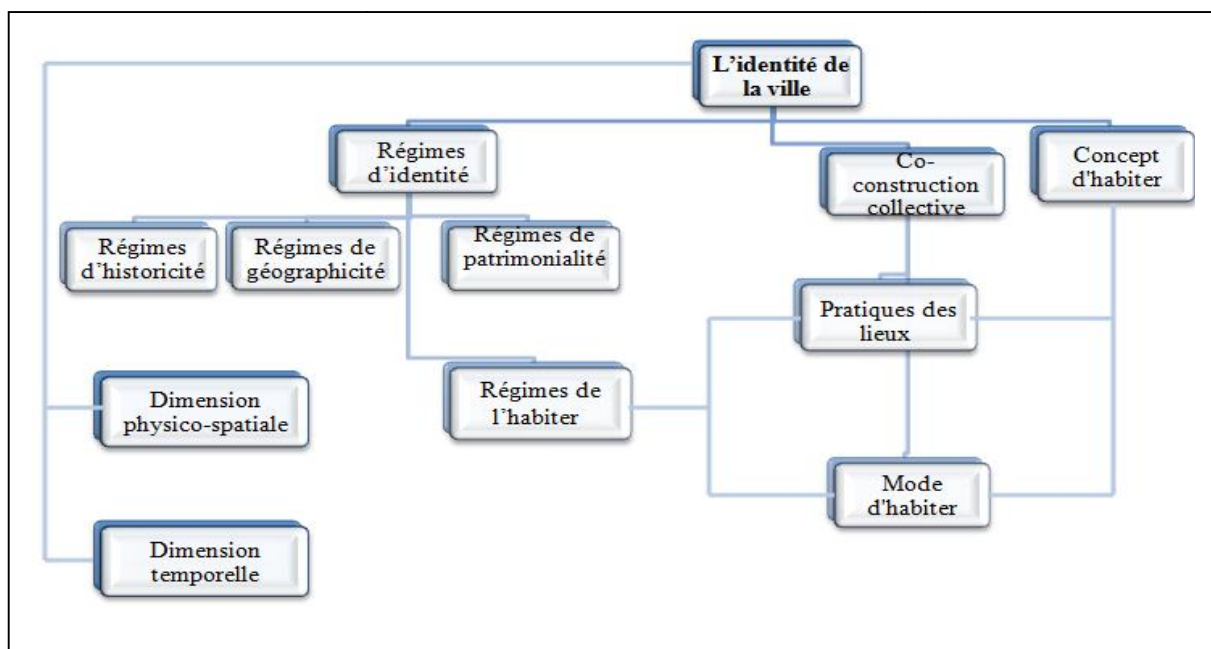 L'identité de
la ville
Régimes
d'identité
Co-
construction
collective
Concept
d'habiter
Régimes
d'historicité
Régimes de
géographicité
Régimes de
patrimonialité
Pratiques des
lieux
Dimension
physico-spatiale
Régimes de
l'habiter
Mode
d'habiter
Dimension
temporelle